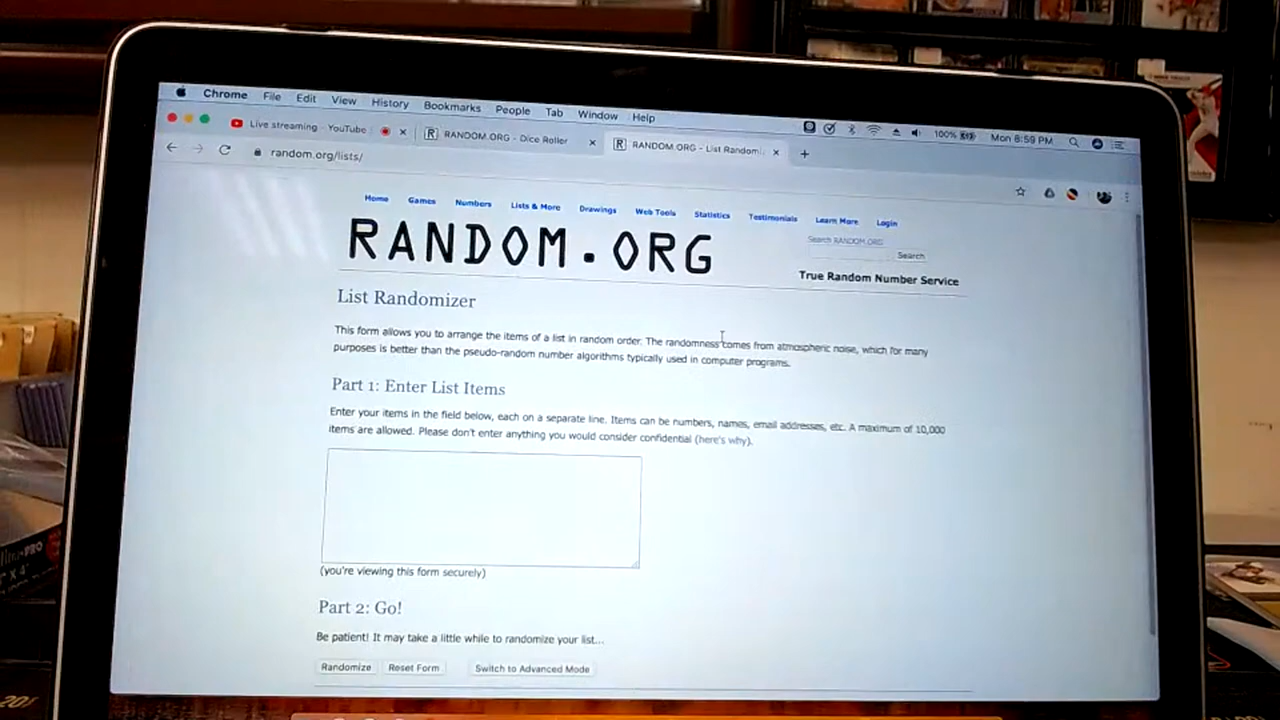 Chrome File Edit View History Bookmarks People Tab Window Help 100% Mon 8:59 PM
Live streaming - YouTube RANDOM.ORG - Dice Roller RANDOM.ORG - List Randomi
random.org/lists/
Home Games Numbers Lists & More Drawings Web Tools Statistics Testimonials Learn More Login
RANDOM.ORG
Search RANDOM.ORG
Search
True Random Number Service
List Randomizer
This form allows you to arrange the items of a list in random order. The randomness comes from atmospheric noise, which for many
purposes is better than the pseudo-random number algorithms typically used in computer programs.
Part 1: Enter List Items
Enter your items in the field below, each on a separate line. Items can be numbers, names, email addresses, etc. A maximum of 10,000
items are allowed. Please don't enter anything you would consider confidential (here's why).
(you're viewing this form securely)
Part 2: Go!
Be patient! It may take a little while to randomize your list...
Randomize Reset Form Switch to Advanced Mode